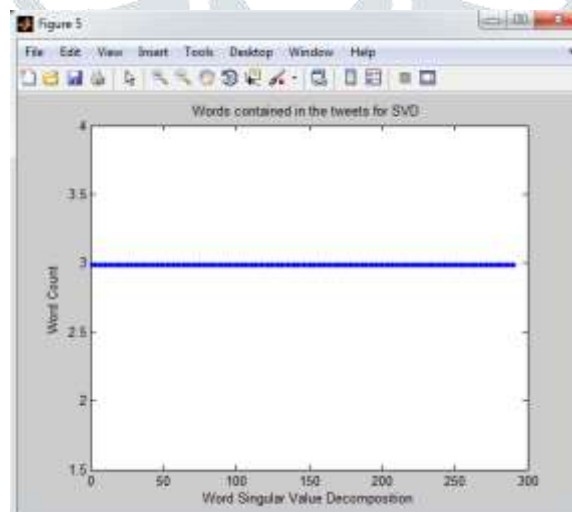 Figure 5
File Edit View Insert Tools Desktop Window Help
Words contained in the tweets for SVD
4
3.5
3
2.5
2
1.5
Word Count
0 50 100 150 200 250 300
Word Singular Value Decomposition